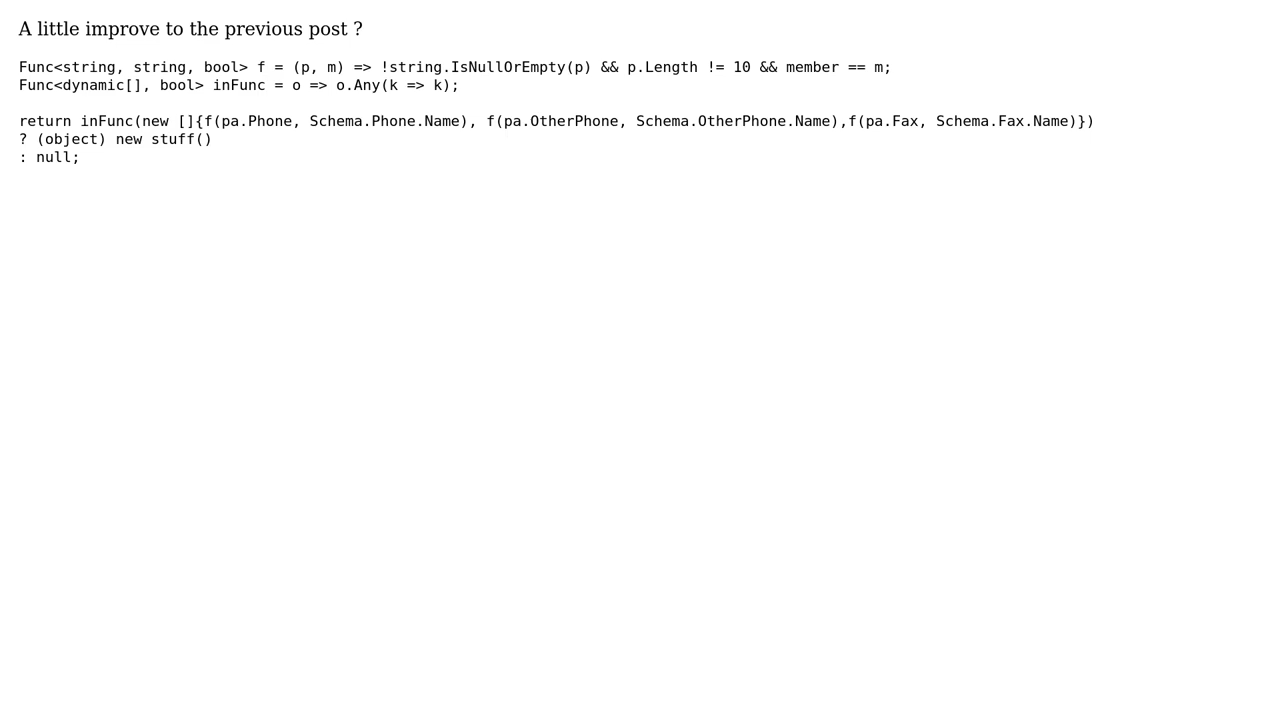 A little improve to the previous post ?
Func<string, string, bool> f = (p, m) => !string.IsNullOrEmpty(p) && p.Length != 10 && member == m;
Func<dynamic[], bool> inFunc = o => o.Any(k => k);
return inFunc(new []{f(pa.Phone, Schema.Phone.Name), f(pa.OtherPhone, Schema.OtherPhone.Name),f(pa.Fax, Schema.Fax.Name)})
? (object) new stuff()
: null;